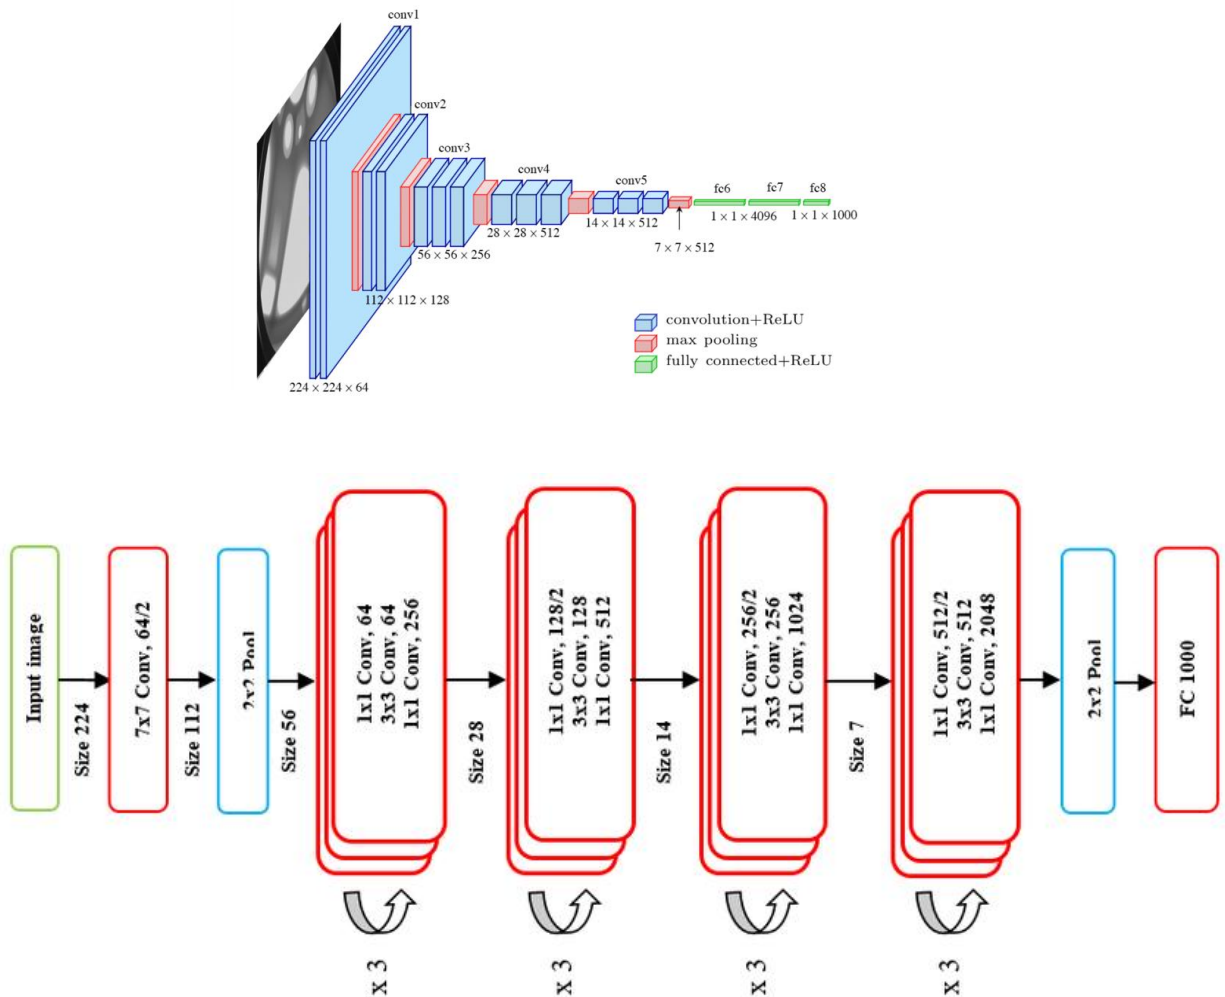 conv1
conv2
conv3
conv4
conv5
fc6
fc7
fc8
1 × 1 × 4096
1 × 1 × 1000
14 × 14 × 512
28 × 28 × 512
7 × 7 × 512
56 × 56 × 256
112 × 112 × 128
224 × 224 × 64
convolution+ReLU
max pooling
fully connected+ReLU
Input image
Size 224
7x7 Conv, 64/2
Size 112
2x2 Pool
Size 56
1x1 Conv, 64
3x3 Conv, 64
1x1 Conv, 256
x 3
Size 28
1x1 Conv, 128/2
3x3 Conv, 128
1x1 Conv, 512
x 3
Size 14
1x1 Conv, 256/2
3x3 Conv, 256
1x1 Conv, 1024
x 3
Size 7
1x1 Conv, 512/2
3x3 Conv, 512
1x1 Conv, 2048
x 3
2x2 Pool
FC 1000